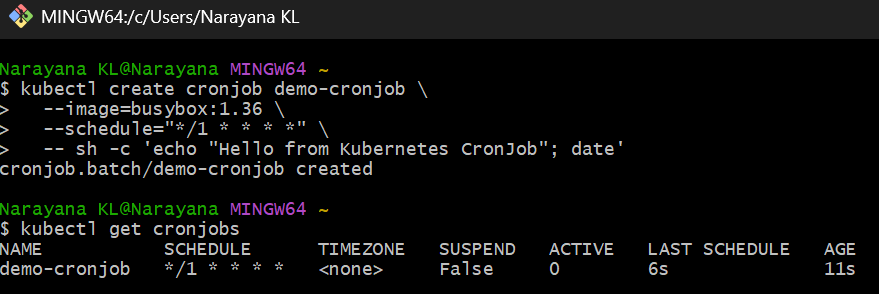 MINGW64:/c/Users/Narayana KL
Narayana KL@Narayana MINGW64 ~
$ kubectl create cronjob demo-cronjob \
>   --image=busybox:1.36 \
>   --schedule="*/1 * * * *" \
>   -- sh -c 'echo "Hello from Kubernetes CronJob"; date'
cronjob.batch/demo-cronjob created
Narayana KL@Narayana MINGW64 ~
$ kubectl get cronjobs
NAME           SCHEDULE      TIMEZONE   SUSPEND   ACTIVE   LAST SCHEDULE   AGE
demo-cronjob   */1 * * * *   <none>     False     0        6s              11s